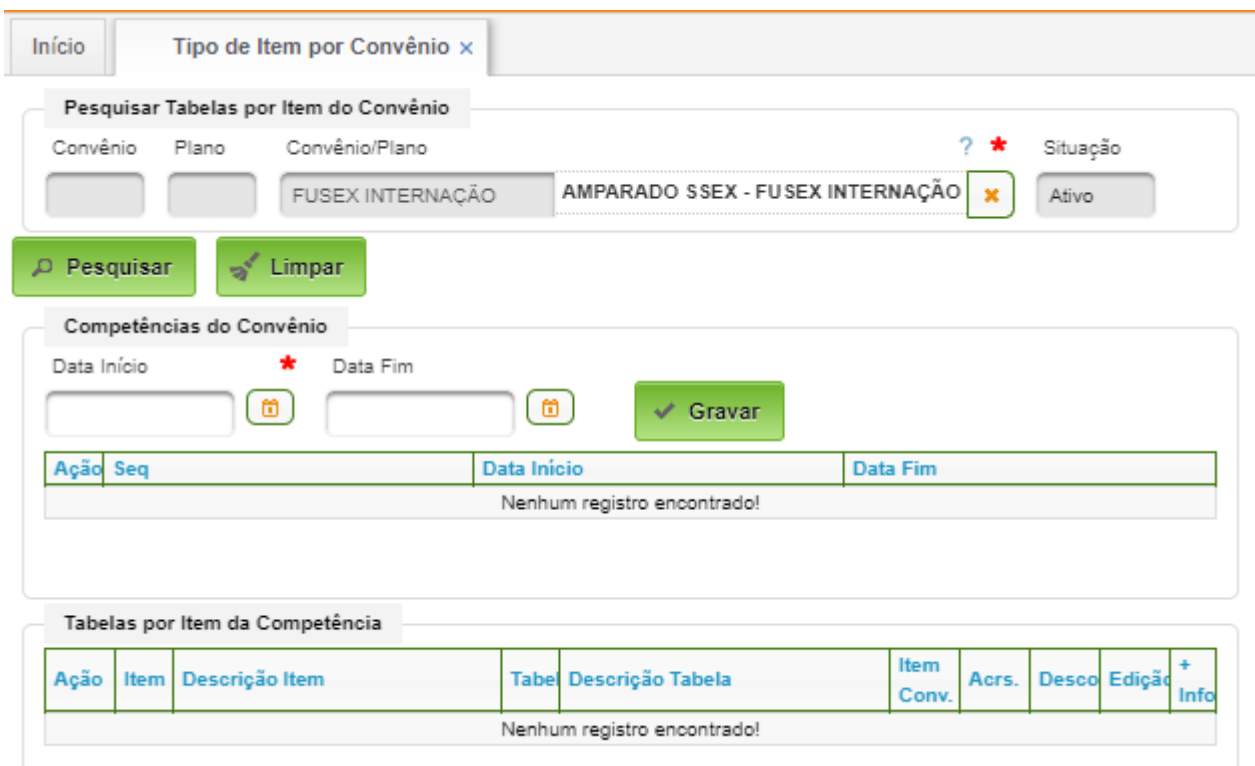 Início Tipo de Item por Convênio ×
Pesquisar Tabelas por Item do Convênio
Convênio Plano Convênio/Plano ? * Situação
FUSEX INTERNAÇÃO AMPARADO SSEX - FUSEX INTERNAÇÃO Ativo
Pesquisar Limpar
Competências do Convênio
Data Início * Data Fim
Gravar
Ação Seq Data Início Data Fim
Nenhum registro encontrado!
Tabelas por Item da Competência
Ação Item Descrição Item Tabel Descrição Tabela Item Conv. Acrs. Desco Edição + Info
Nenhum registro encontrado!